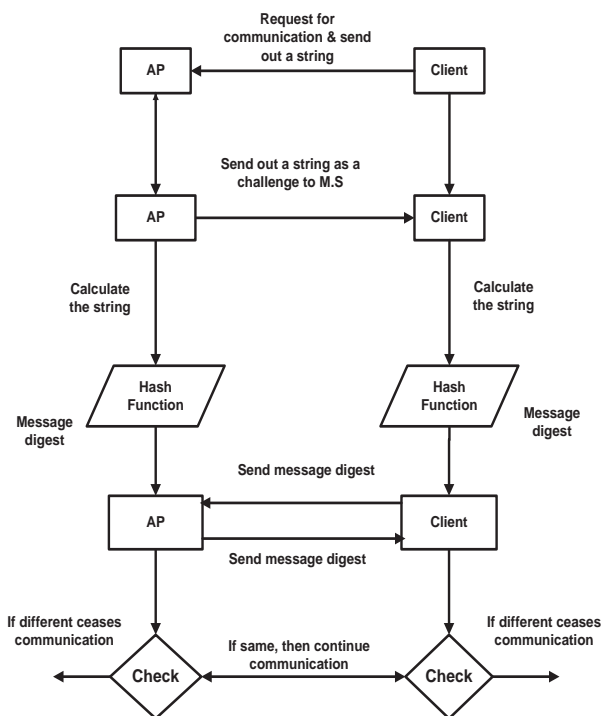 Request for
communication & send
out a string
AP
Client
Send out a string as a
challenge to M.S
AP
Client
Calculate
the string
Calculate
the string
Hash
Function
Hash
Function
Message
digest
Message
digest
Send message digest
AP
Client
Send message digest
If different ceases
communication
If same, then continue
communication
If different ceases
communication
Check
Check